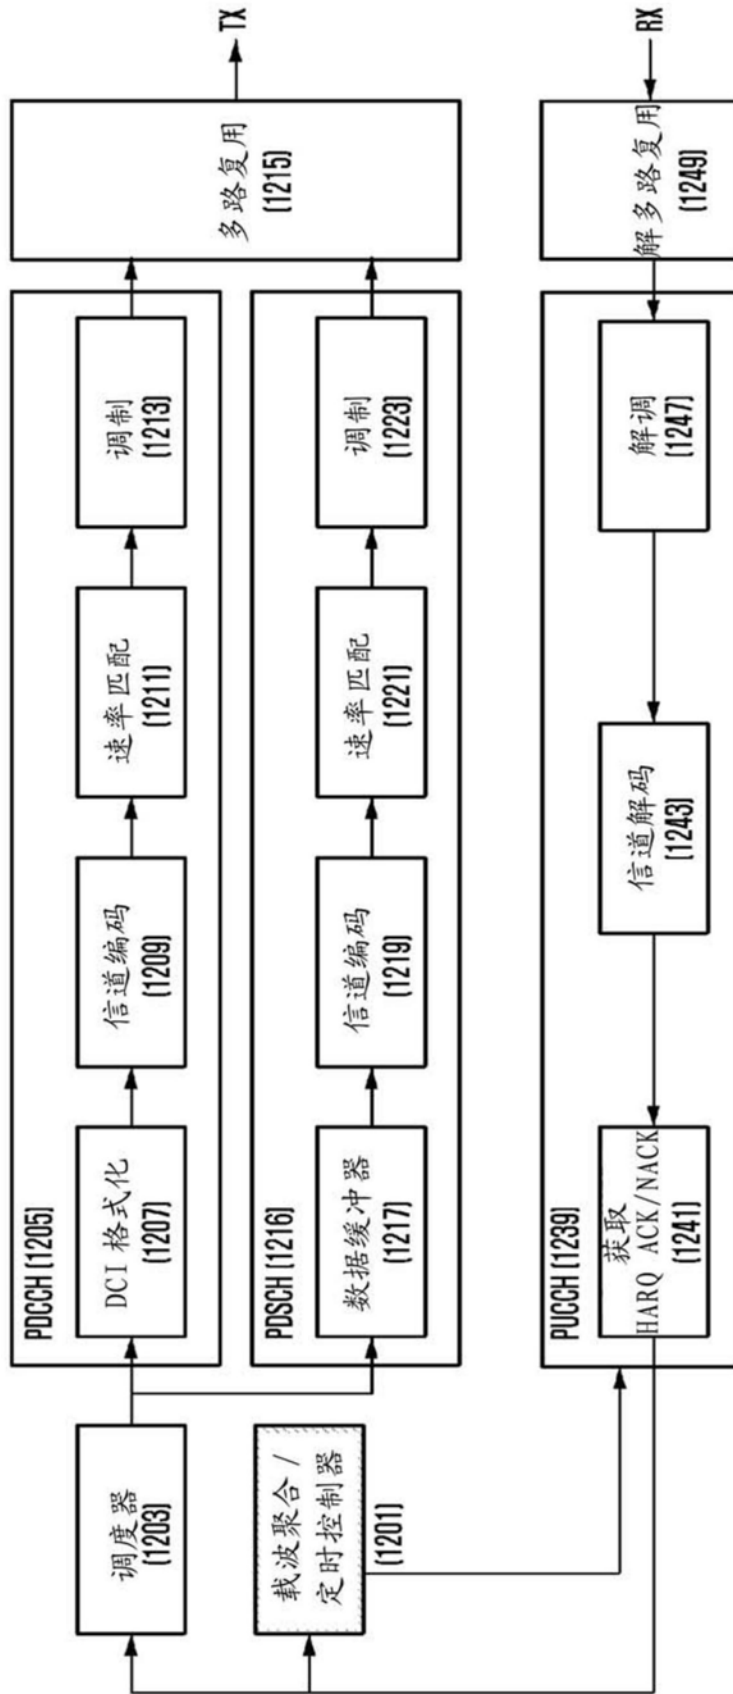 调度器
(1203)
载波聚合 /
定时控制器
(1201)
PDCCH (1205)
DCI 格式化
(1207)
信道编码
(1209)
速率匹配
(1211)
调制
(1213)
PDSCH (1216)
数据缓冲器
(1217)
信道编码
(1219)
速率匹配
(1221)
调制
(1223)
多路复用
(1215)
TX
PUCCH (1239)
获取
HARQ ACK/NACK
(1241)
信道解码
(1243)
解调
(1247)
解多路复用
(1249)
RX